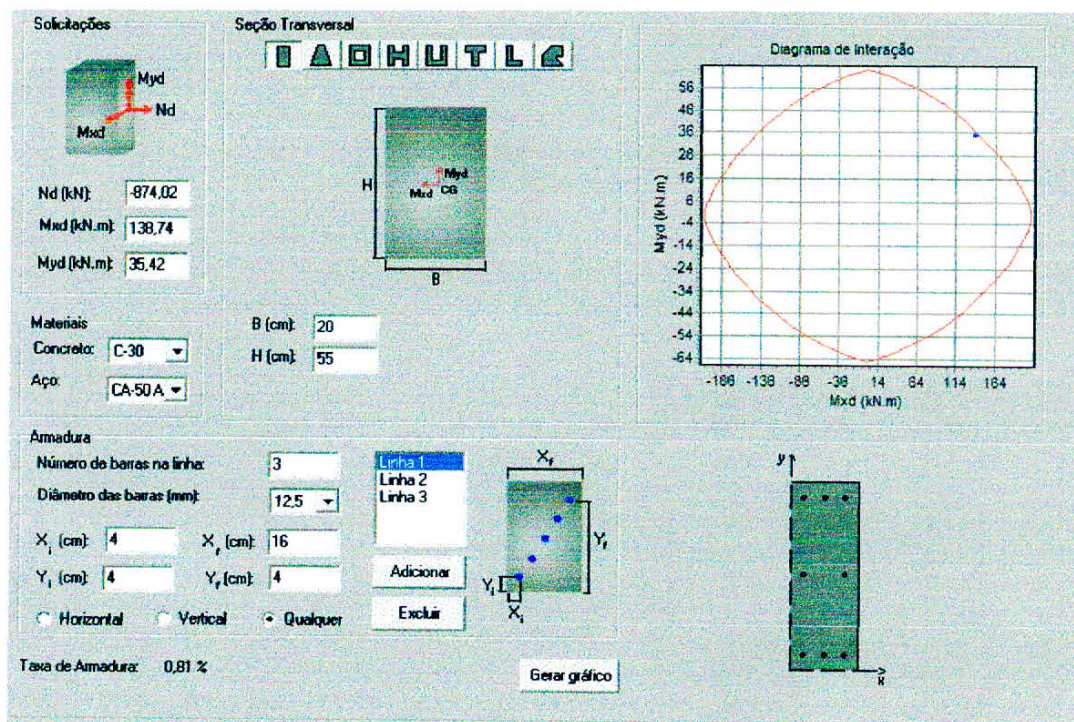 Solicitações
Myd
Nd
Mxd
Nd (kN): -874,02
Mxd (kN.m): 138,74
Myd (kN.m): 35,42
Materiais
Concreto: C-30
Aço: CA-50 A
Seção Transversal
H
Myd
Mxd CG
B
B (cm): 20
H (cm): 55
Diagrama de Interação
Myd (kN.m)
56
46
36
26
16
6
-4
-14
-24
-34
-44
-54
-64
-186 -138 -88 -36 14 64 114 164
Mxd (kN.m)
Armadura
Número de barras na linha: 3
Diâmetro das barras (mm): 12,5
Xi (cm): 4 Xf (cm): 16
Yi (cm): 4 Yf (cm): 4
Horizontal Vertical Qualquer
Linha 1
Linha 2
Linha 3
Adicionar
Excluir
Xf
Yf
Yi
Xi
Taxa de Armadura: 0,81 %
Gerar gráfico
y
x